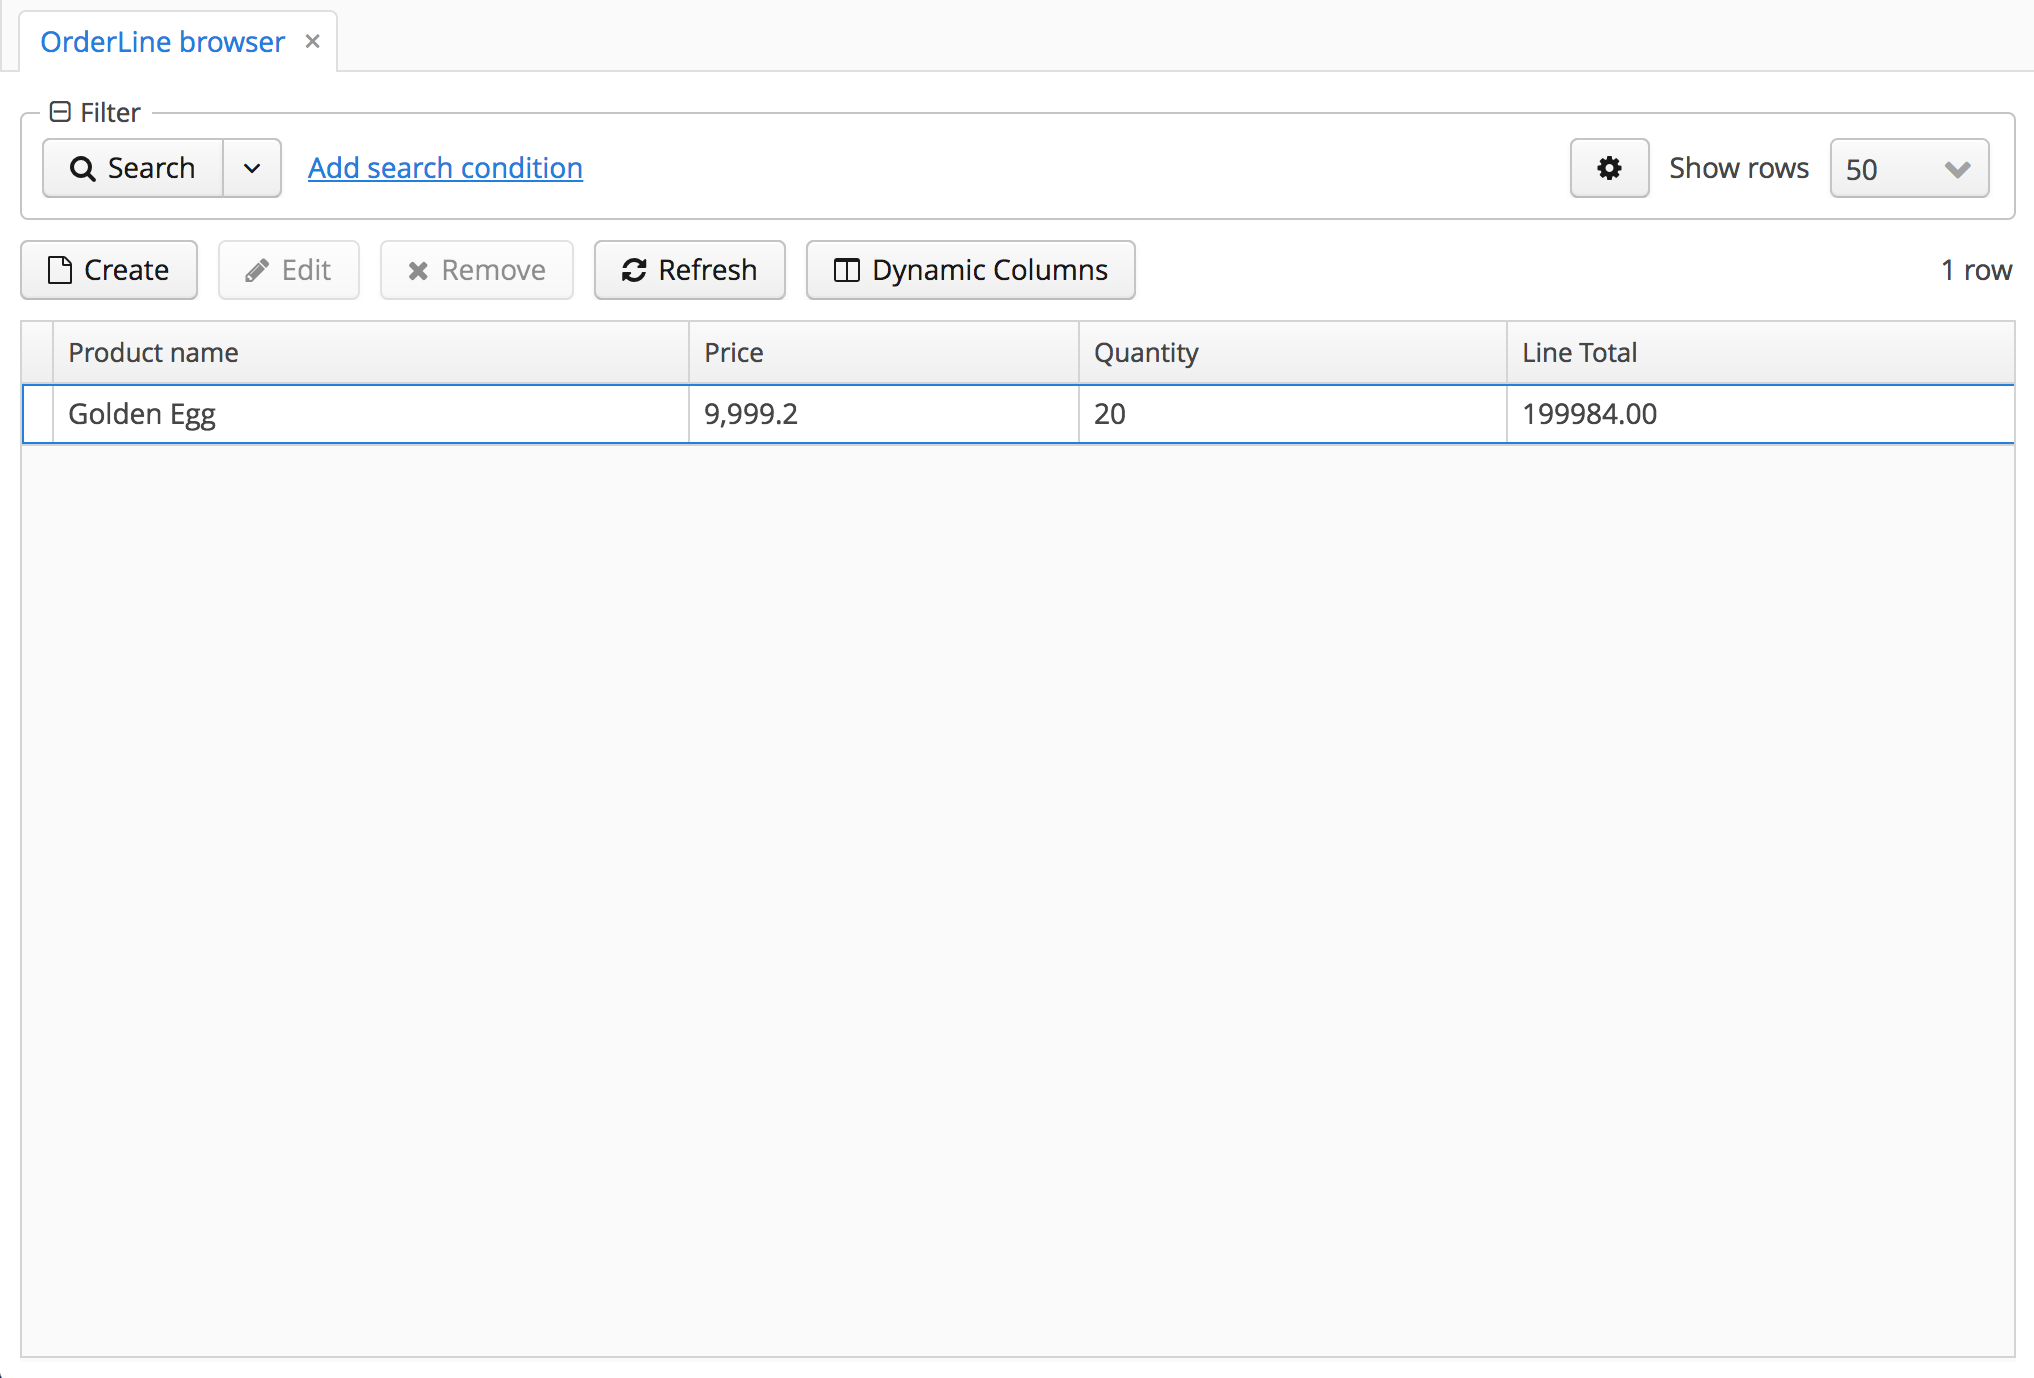 OrderLine browser ×
Filter
Search Add search condition Show rows 50
Create Edit Remove Refresh Dynamic Columns 1 row
Product name Price Quantity Line Total
Golden Egg 9,999.2 20 199984.00